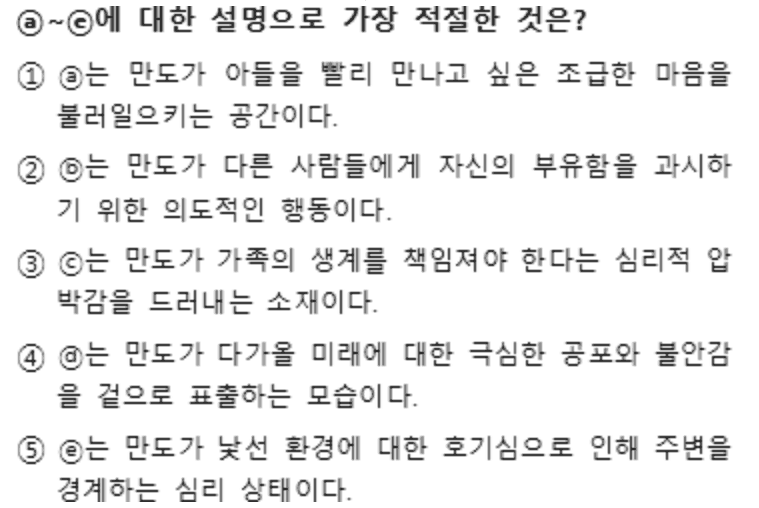 ⓐ~ⓔ에 대한 설명으로 가장 적절한 것은?
① ⓐ는 만도가 아들을 빨리 만나고 싶은 조급한 마음을
불러일으키는 공간이다.
② ⓑ는 만도가 다른 사람들에게 자신의 부유함을 과시하
기 위한 의도적인 행동이다.
③ ⓒ는 만도가 가족의 생계를 책임져야 한다는 심리적 압
박감을 드러내는 소재이다.
④ ⓓ는 만도가 다가올 미래에 대한 극심한 공포와 불안감
을 겉으로 표출하는 모습이다.
⑤ ⓔ는 만도가 낯선 환경에 대한 호기심으로 인해 주변을
경계하는 심리 상태이다.